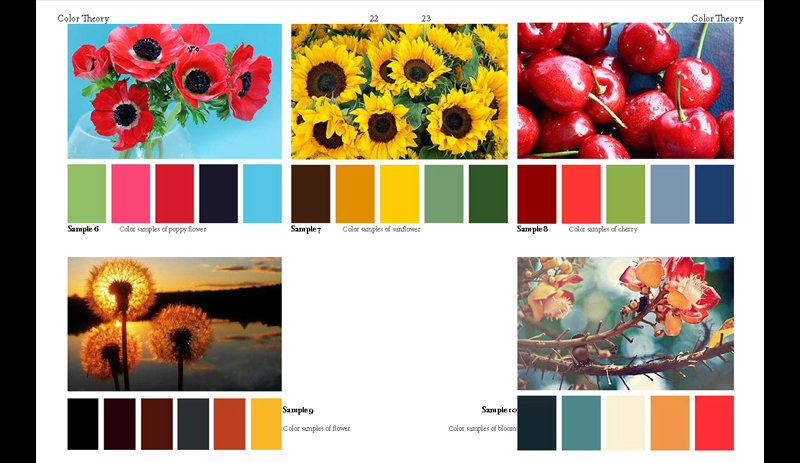 Color Theory 22 23 Color Theory
Sample 6 Color samples of poppy flower
Sample 7 Color samples of sunflower
Sample 8 Color samples of cherry
Sample 9
Color samples of flower
Sample 10
Color samples of bloom